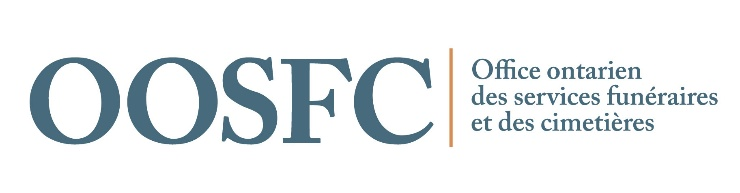 OOSFC
Office ontarien
des services funéraires
et des cimetières